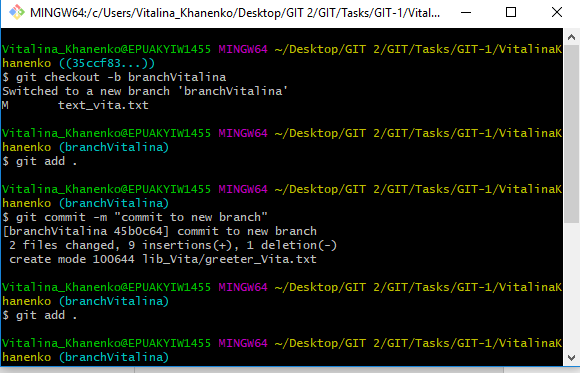 MINGW64:/c/Users/Vitalina_Khanenko/Desktop/GIT 2/GIT/Tasks/GIT-1/Vital...
Vitalina_Khanenko@EPUAKYIW1455 MINGW64 ~/Desktop/GIT 2/GIT/Tasks/GIT-1/VitalinaK
hanenko ((35ccf83...))
$ git checkout -b branchVitalina
Switched to a new branch 'branchVitalina'
M       text_vita.txt
Vitalina_Khanenko@EPUAKYIW1455 MINGW64 ~/Desktop/GIT 2/GIT/Tasks/GIT-1/VitalinaK
hanenko (branchVitalina)
$ git add .
Vitalina_Khanenko@EPUAKYIW1455 MINGW64 ~/Desktop/GIT 2/GIT/Tasks/GIT-1/VitalinaK
hanenko (branchVitalina)
$ git commit -m "commit to new branch"
[branchVitalina 45b0c64] commit to new branch
 2 files changed, 9 insertions(+), 1 deletion(-)
 create mode 100644 lib_Vita/greeter_Vita.txt
Vitalina_Khanenko@EPUAKYIW1455 MINGW64 ~/Desktop/GIT 2/GIT/Tasks/GIT-1/VitalinaK
hanenko (branchVitalina)
$ git add .
Vitalina_Khanenko@EPUAKYIW1455 MINGW64 ~/Desktop/GIT 2/GIT/Tasks/GIT-1/VitalinaK
hanenko (branchVitalina)